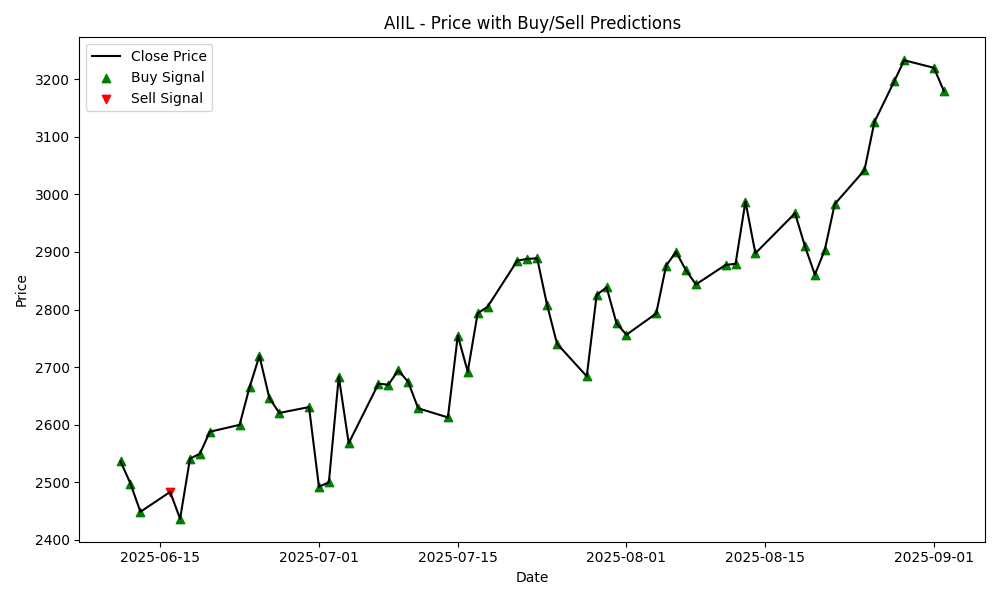 AIIL - Price with Buy/Sell Predictions
Close Price
Buy Signal
Sell Signal
Price
3200
3100
3000
2900
2800
2700
2600
2500
2400
2025-06-15 2025-07-01 2025-07-15 2025-08-01 2025-08-15 2025-09-01
Date